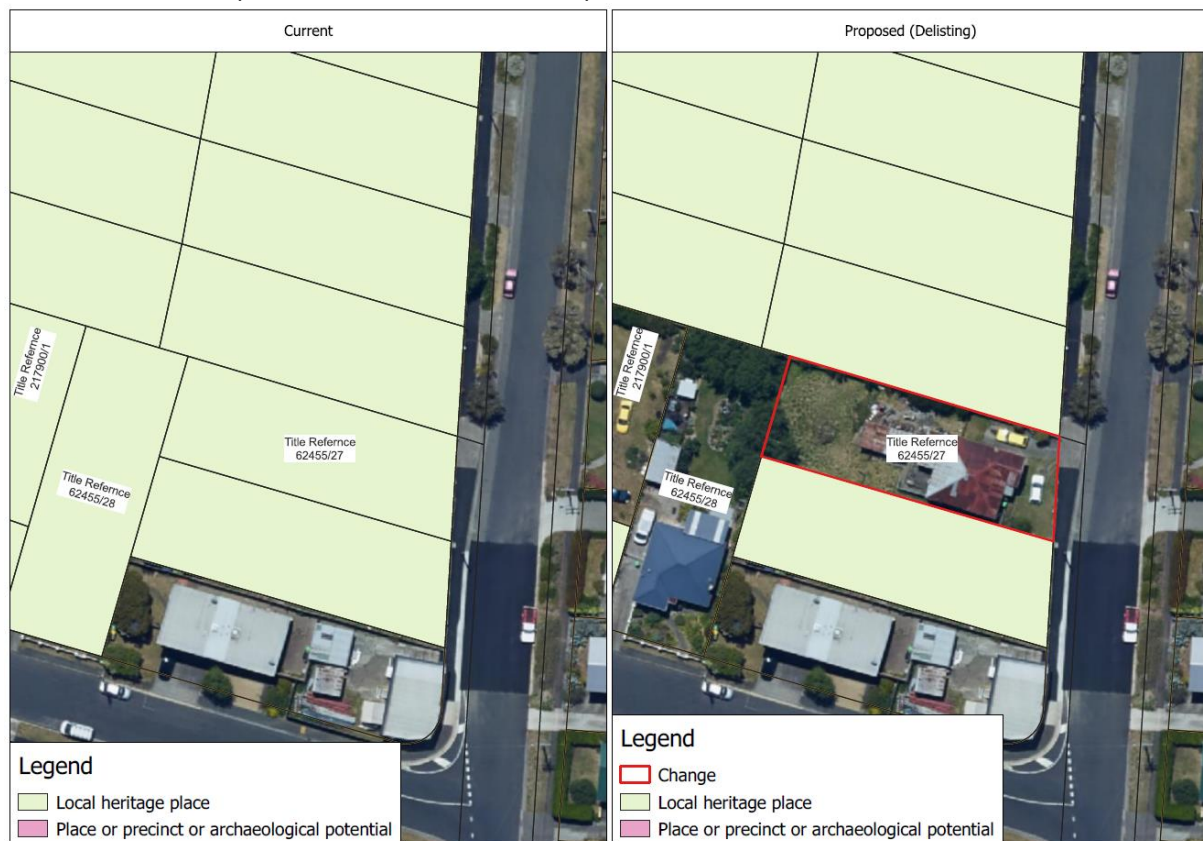 Current
Title Refernce
217900/1
Title Refernce
62455/27
Title Refernce
62455/28
Legend
Local heritage place
Place or precinct or archaeological potential
Proposed (Delisting)
Title Refernce
217900/1
Title Refernce
62455/27
Title Refernce
62455/28
Legend
Change
Local heritage place
Place or precinct or archaeological potential